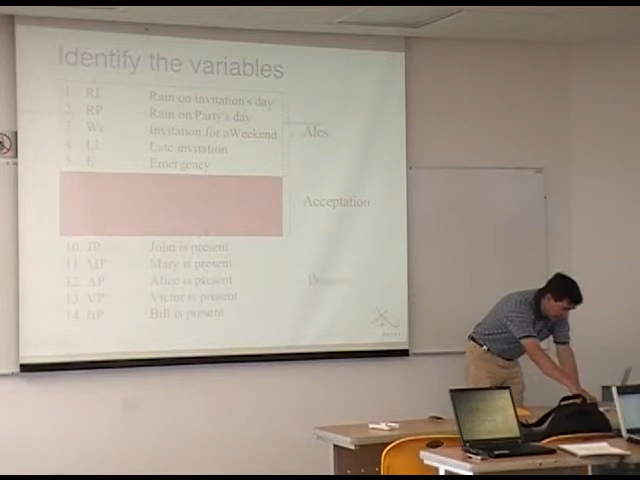 Identify the variables
1. RI Rain on invitation's day
2. RP Rain on Party's day
3. We Invitation for aWeekend
Ales
4. LI Late invitation
5. E Emergency
Acceptation
10. JP John is present
11. MP Mary is present
12. AP Alice is present
13. VP Victor is present
14. BP Bill is present